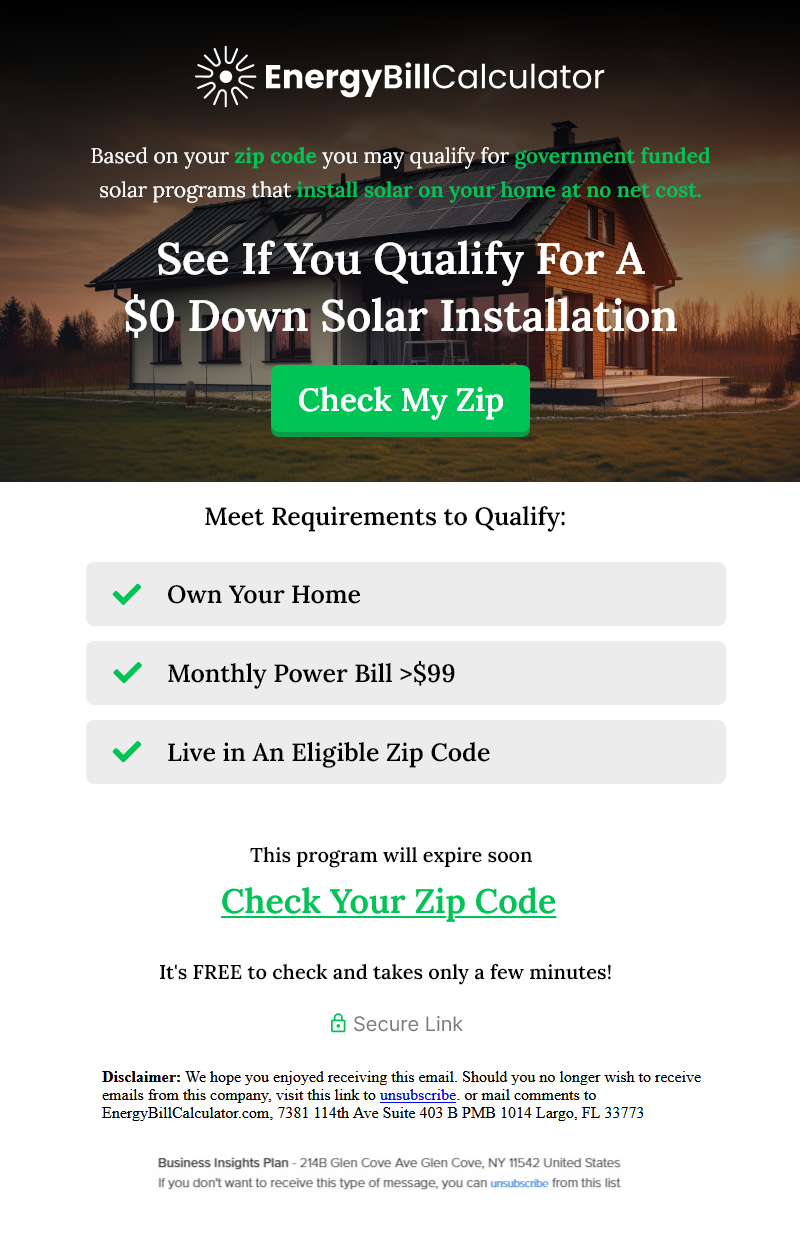 EnergyBillCalculator
Based on your zip code you may qualify for government funded
solar programs that install solar on your home at no net cost.
See If You Qualify For A
$0 Down Solar Installation
Check My Zip
Meet Requirements to Qualify:
Own Your Home
Monthly Power Bill >$99
Live in An Eligible Zip Code
This program will expire soon
Check Your Zip Code
It's FREE to check and takes only a few minutes!
Secure Link
Disclaimer: We hope you enjoyed receiving this email. Should you no longer wish to receive
emails from this company, visit this link to unsubscribe. or mail comments to
EnergyBillCalculator.com, 7381 114th Ave Suite 403 B PMB 1014 Largo, FL 33773
Business Insights Plan - 214B Glen Cove Ave Glen Cove, NY 11542 United States
If you don't want to receive this type of message, you can unsubscribe from this list